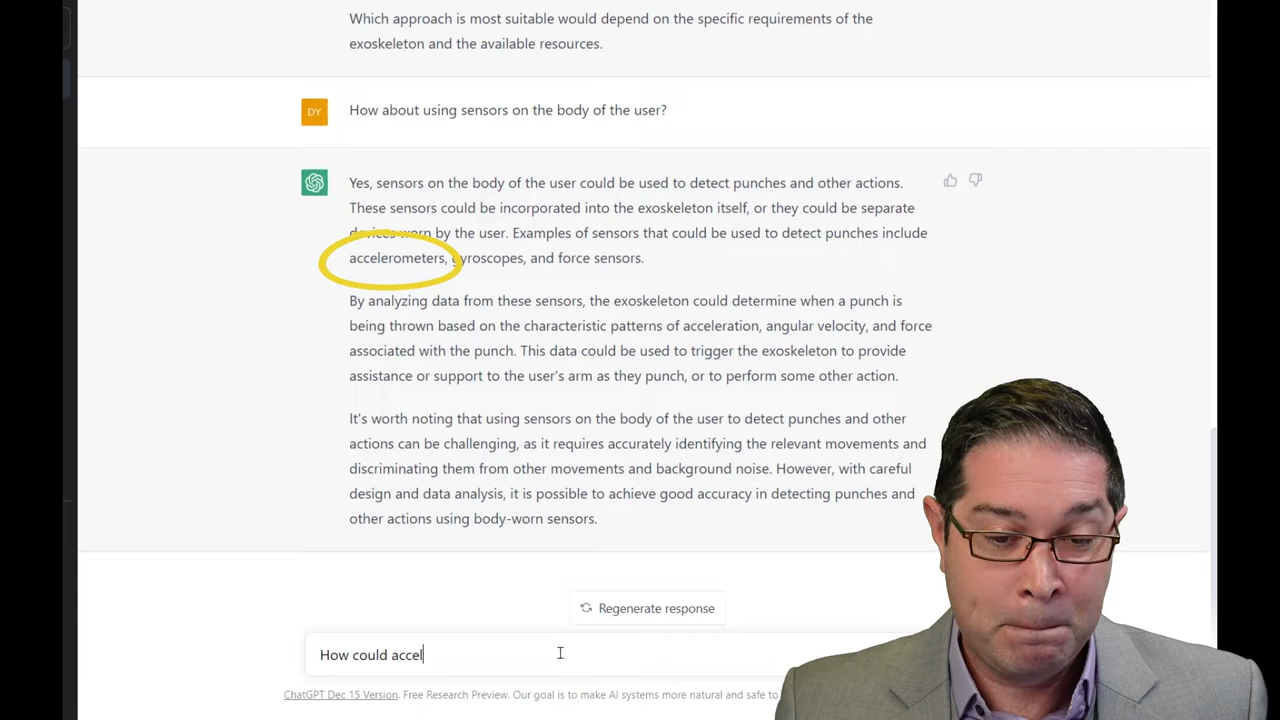 Which approach is most suitable would depend on the specific requirements of the
exoskeleton and the available resources.
DY
How about using sensors on the body of the user?
Yes, sensors on the body of the user could be used to detect punches and other actions.
These sensors could be incorporated into the exoskeleton itself, or they could be separate
devices worn by the user. Examples of sensors that could be used to detect punches include
accelerometers, gyroscopes, and force sensors.
By analyzing data from these sensors, the exoskeleton could determine when a punch is
being thrown based on the characteristic patterns of acceleration, angular velocity, and force
associated with the punch. This data could be used to trigger the exoskeleton to provide
assistance or support to the user's arm as they punch, or to perform some other action.
It's worth noting that using sensors on the body of the user to detect punches and other
actions can be challenging, as it requires accurately identifying the relevant movements and
discriminating them from other movements and background noise. However, with careful
design and data analysis, it is possible to achieve good accuracy in detecting punches and
other actions using body-worn sensors.
Regenerate response
How could accel
ChatGPT Dec 15 Version. Free Research Preview. Our goal is to make AI systems more natural and safe to